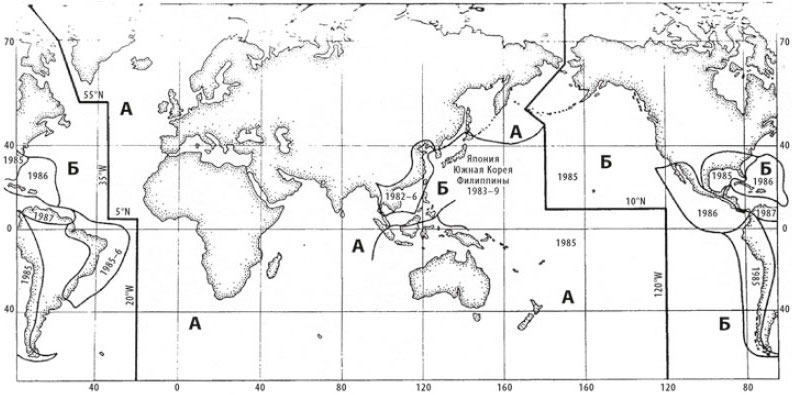 70
70
55°N
А
А
40
40
Япония
Южная Корея
Филиппины
1983–9
1985
1986
Б
35°W
1982–6
Б
Б
1985
1985
Б
1986
5°N
10°N
1987
1986
1987
0
0
1985
1985–6
А
1985
20°W
120°W
1985
А
40
40
А
Б
40
0
40
80
120
160
160
120
80